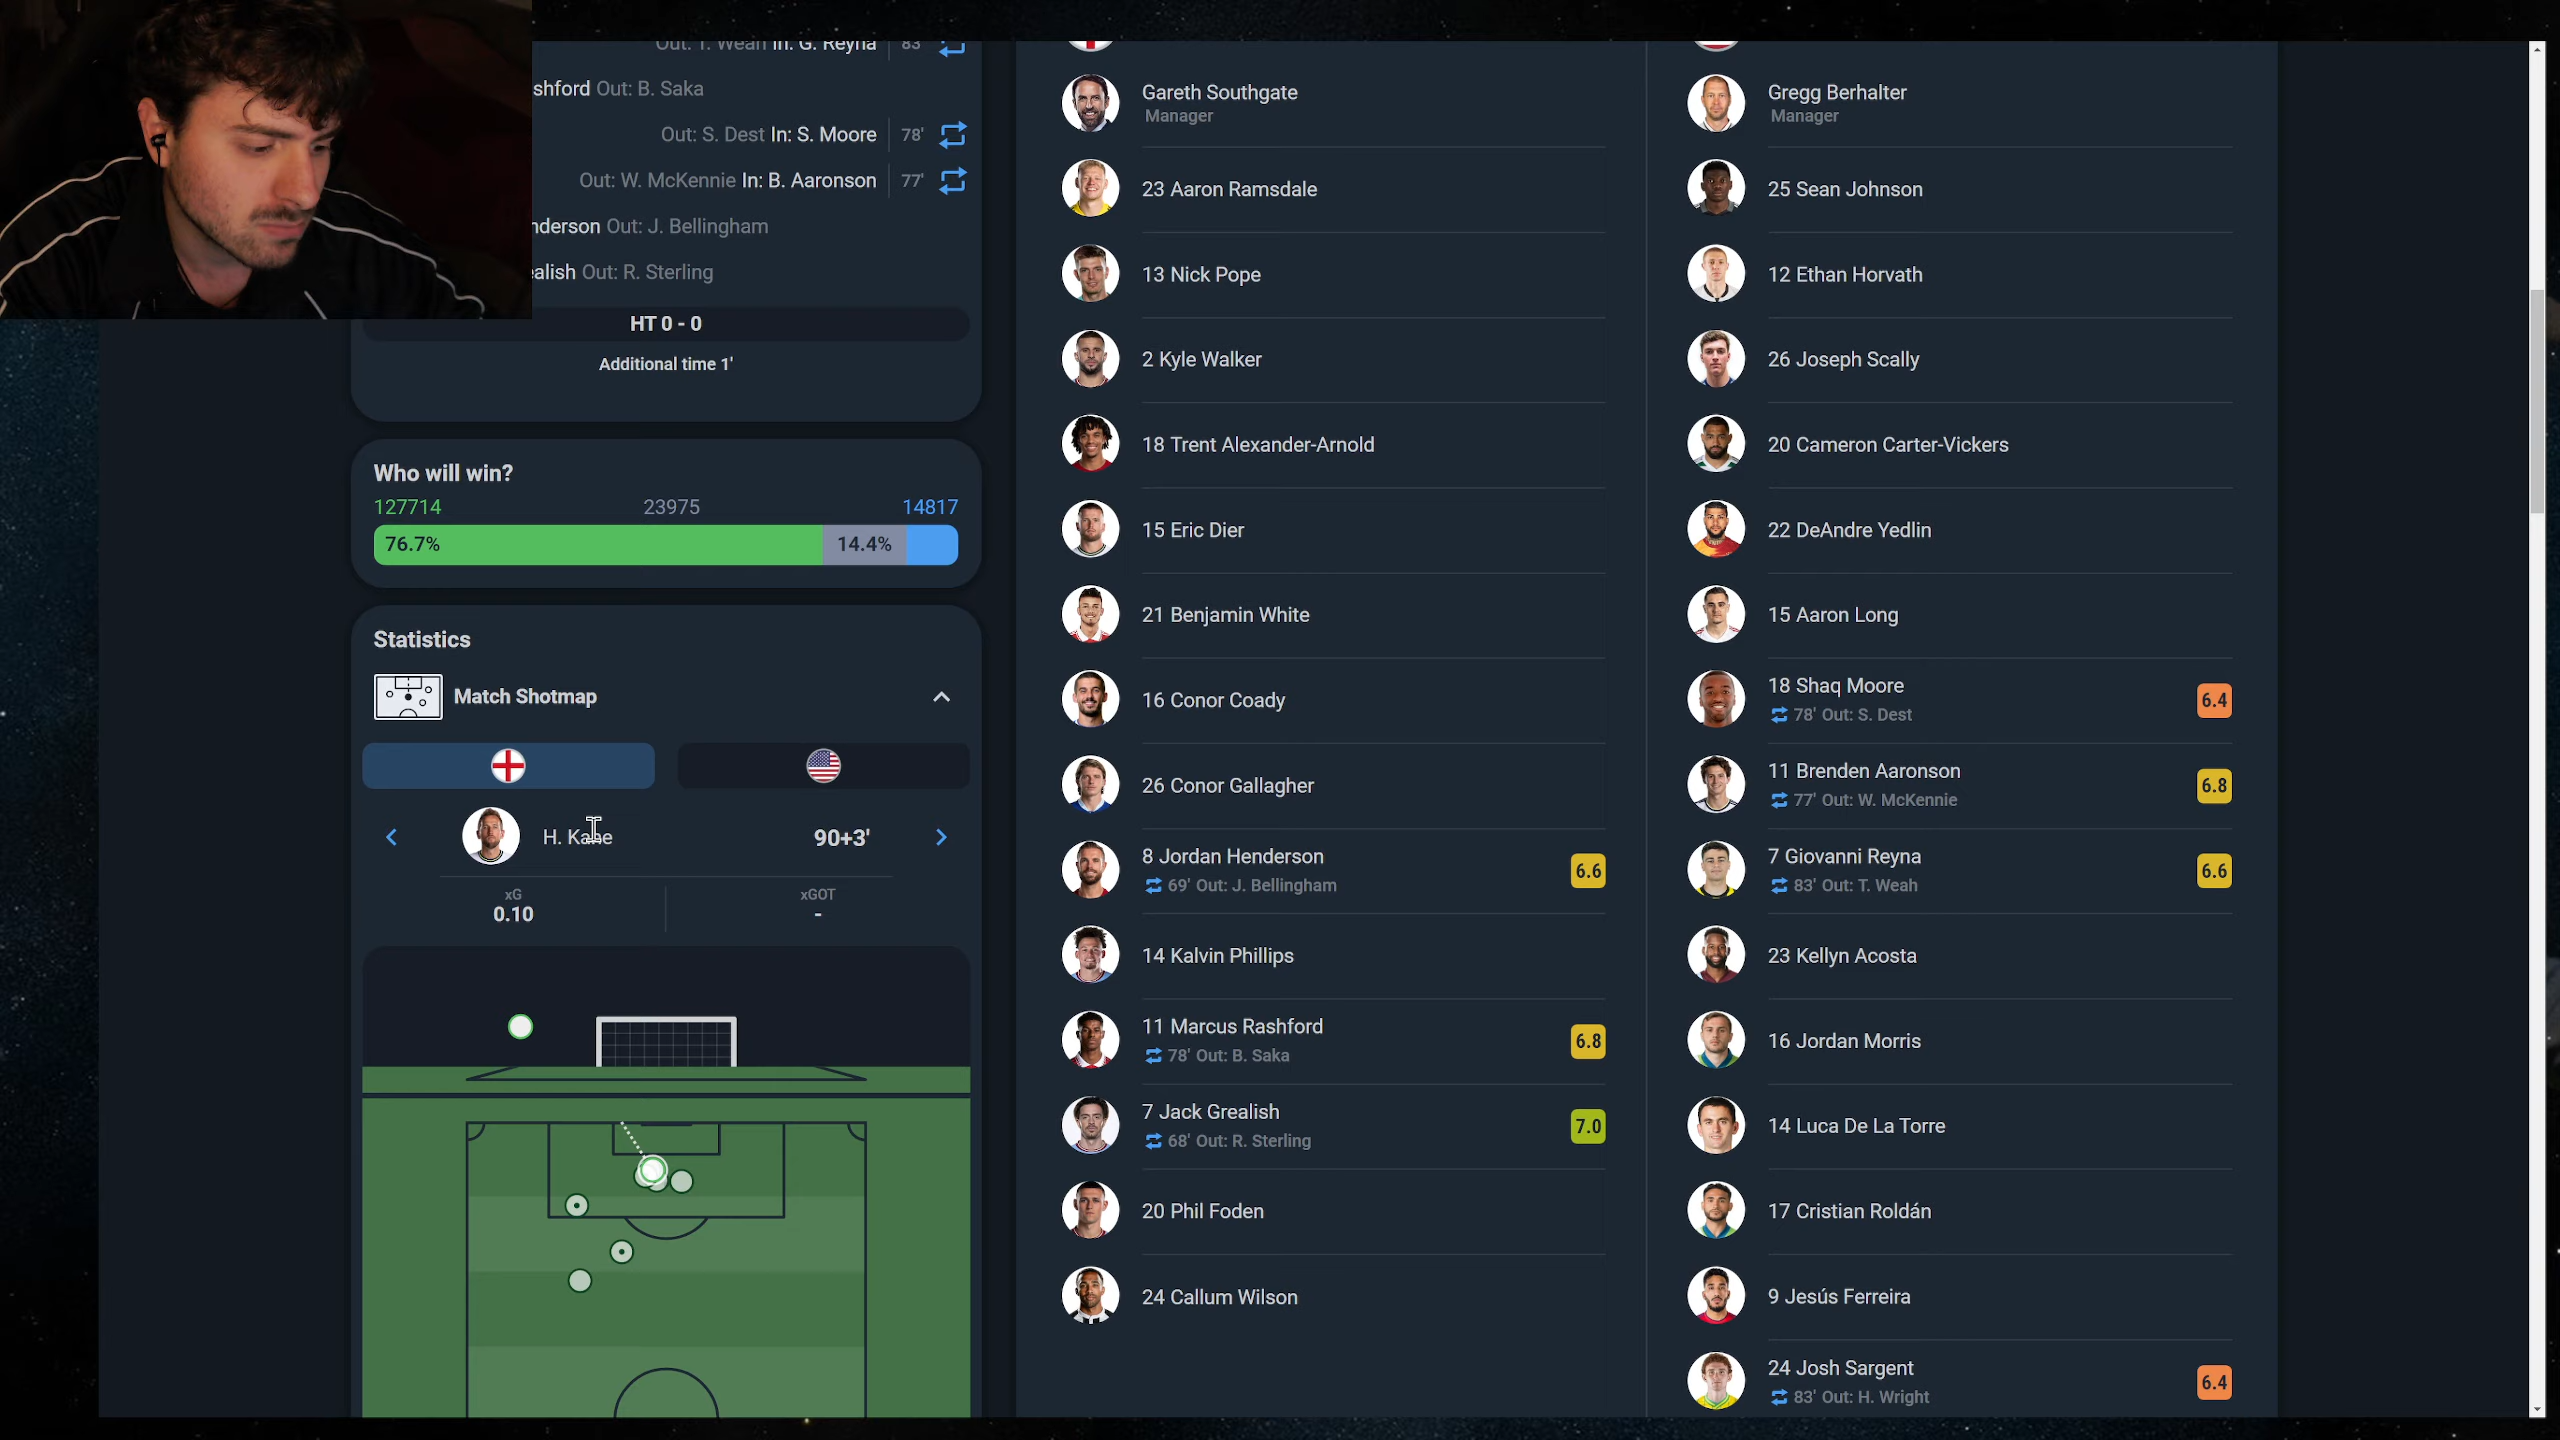 Out: T. Weah In: G. Reyna 83'
shford Out: B. Saka
Out: S. Dest In: S. Moore 78'
Out: W. McKennie In: B. Aaronson 77'
nderson Out: J. Bellingham
ealish Out: R. Sterling
HT 0 - 0
Additional time 1'
Who will win?
127714 23975 14817
76.7% 14.4%
Statistics
Match Shotmap
H. Kane 90+3'
xG xGOT
0.10 -
Gareth Southgate
Manager
23 Aaron Ramsdale
13 Nick Pope
2 Kyle Walker
18 Trent Alexander-Arnold
15 Eric Dier
21 Benjamin White
16 Conor Coady
26 Conor Gallagher
8 Jordan Henderson 6.6
69' Out: J. Bellingham
14 Kalvin Phillips
11 Marcus Rashford 6.8
78' Out: B. Saka
7 Jack Grealish 7.0
68' Out: R. Sterling
20 Phil Foden
24 Callum Wilson
Gregg Berhalter
Manager
25 Sean Johnson
12 Ethan Horvath
26 Joseph Scally
20 Cameron Carter-Vickers
22 DeAndre Yedlin
15 Aaron Long
18 Shaq Moore 6.4
78' Out: S. Dest
11 Brenden Aaronson 6.8
77' Out: W. McKennie
7 Giovanni Reyna 6.6
83' Out: T. Weah
23 Kellyn Acosta
16 Jordan Morris
14 Luca De La Torre
17 Cristian Roldán
9 Jesús Ferreira
24 Josh Sargent 6.4
83' Out: H. Wright